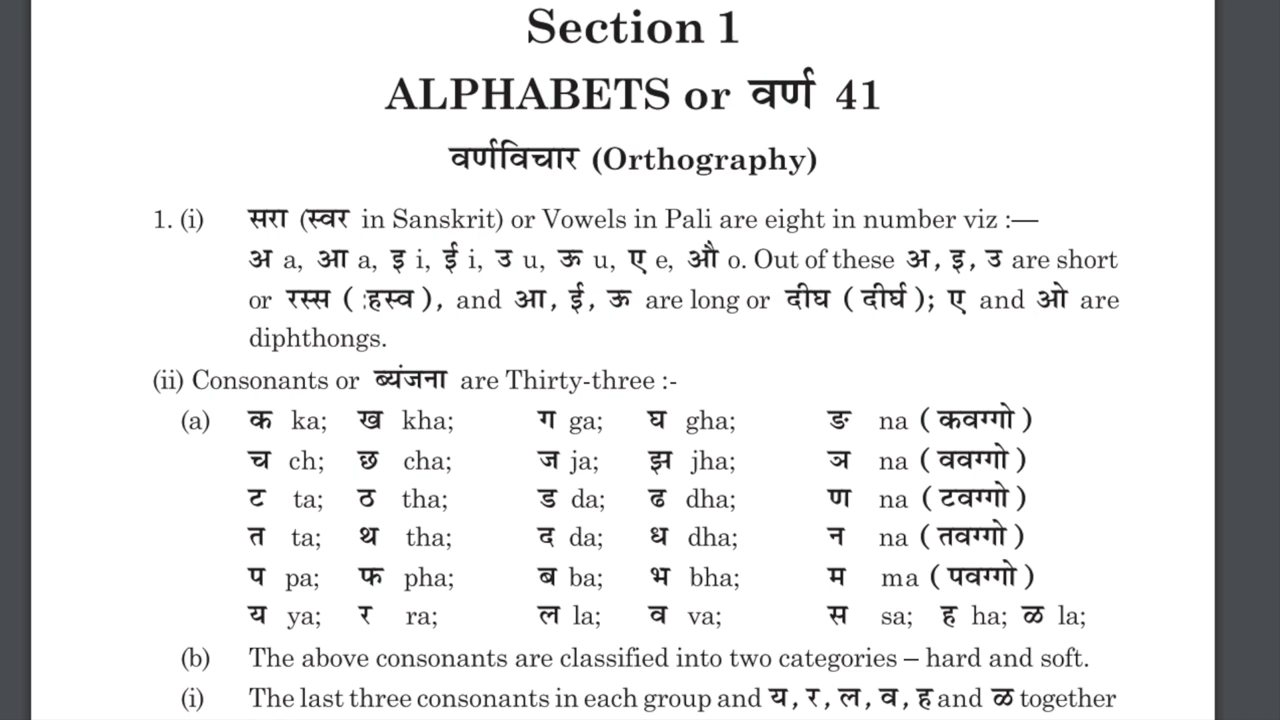 Section 1
ALPHABETS or वर्ण 41
वर्णविचार (Orthography)
1. (i) सरा (स्वर in Sanskrit) or Vowels in Pali are eight in number viz :—
अ a, आ a, इ i, ई i, उ u, ऊ u, ए e, औ o. Out of these अ, इ, उ are short
or रस्स (:हस्व), and आ, ई, ऊ are long or दीघ (दीर्घ); ए and ओ are
diphthongs.
(ii) Consonants or ब्यंजना are Thirty-three :-
(a) क ka; ख kha; ग ga; घ gha; ङ na (कवग्गो)
च ch; छ cha; ज ja; झ jha; ञ na (ववग्गो)
ट ta; ठ tha; ड da; ढ dha; ण na (टवग्गो)
त ta; थ tha; द da; ध dha; न na (तवग्गो)
प pa; फ pha; ब ba; भ bha; म ma (पवग्गो)
य ya; र ra; ल la; व va; स sa; ह ha; ळ la;
(b) The above consonants are classified into two categories – hard and soft.
(i) The last three consonants in each group and य, र, ल, व, ह and ळ together